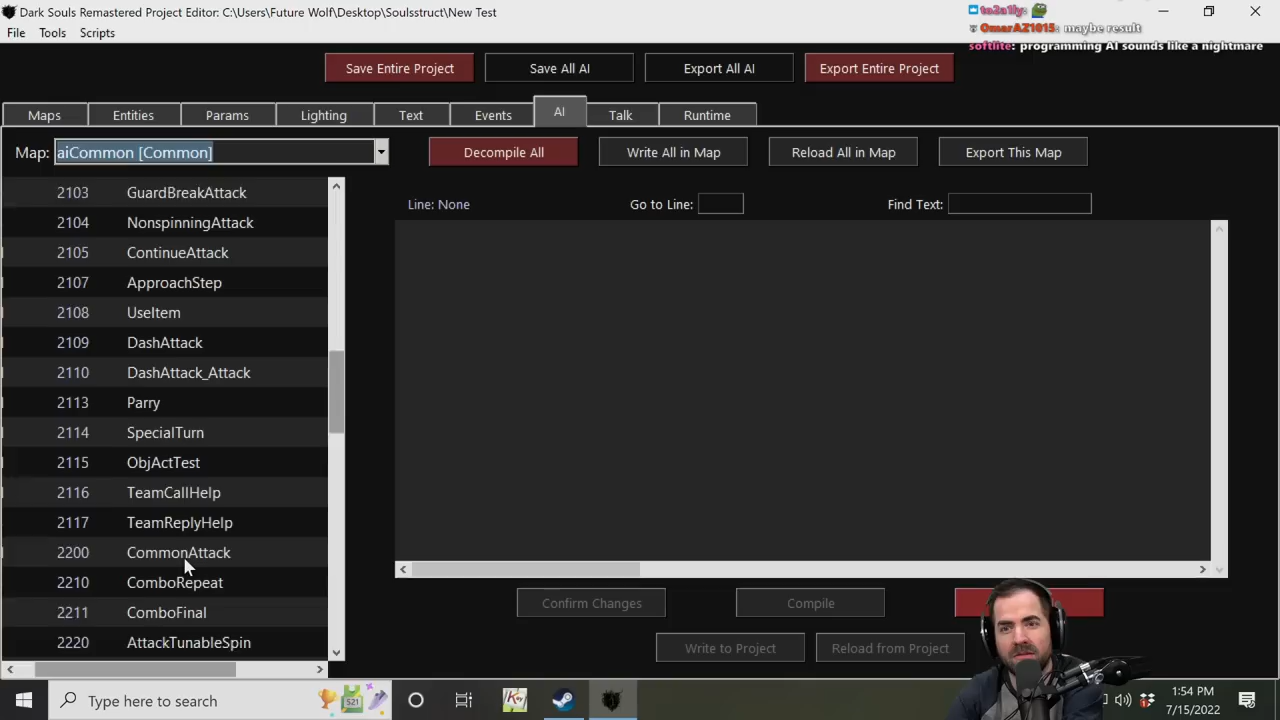 Dark Souls Remastered Project Editor: C:\Users\Future Wolf\Desktop\Soulsstruct\New Test
to2a1ly:
OmarAZ1015: maybe result
softlite: programming AI sounds like a nightmare
File Tools Scripts
Save Entire Project Save All AI Export All AI Export Entire Project
Maps Entities Params Lighting Text Events AI Talk Runtime
Map: aiCommon [Common] Decompile All Write All in Map Reload All in Map Export This Map
Line: None Go to Line: Find Text:
2103 GuardBreakAttack
2104 NonspinningAttack
2105 ContinueAttack
2107 ApproachStep
2108 UseItem
2109 DashAttack
2110 DashAttack_Attack
2113 Parry
2114 SpecialTurn
2115 ObjActTest
2116 TeamCallHelp
2117 TeamReplyHelp
2200 CommonAttack
2210 ComboRepeat
2211 ComboFinal
2220 AttackTunableSpin
Confirm Changes Compile
Write to Project Reload from Project
Type here to search
521
Key
1:54 PM
7/15/2022